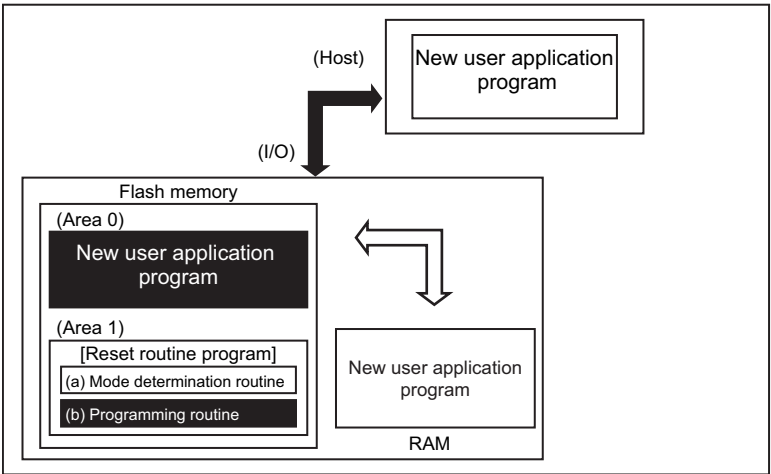 (Host)
New user application
program
(I/O)
Flash memory
(Area 0)
New user application
program
(Area 1)
[Reset routine program]
(a) Mode determination routine
(b) Programming routine
New user application
program
RAM